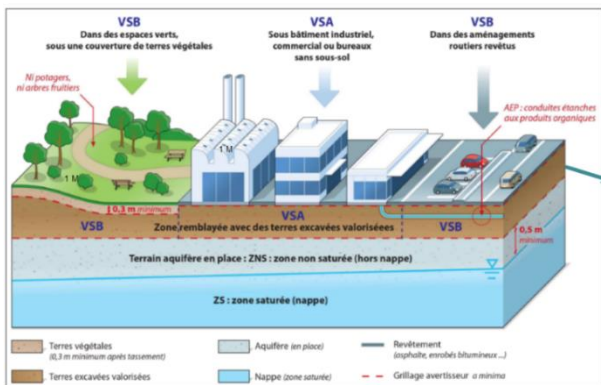 VSB
Dans des espaces verts,
sous une couverture de terres végétales
VSA
Sous bâtiment industriel,
commercial ou bureaux
sans sous-sol
VSB
Dans des aménagements
routiers revêtus
Ni potagers,
ni arbres fruitiers
AEP : conduites étanches
aux produits organiques
1 M
1 M
0,3 m minimum
VSA
VSB
Zone remblayée avec des terres excavées valorisées
VSB
0,5 m
minimum
Terrain aquifère en place : ZNS : zone non saturée (hors nappe)
ZS : zone saturée (nappe)
Terres végétales
(0,3 m minimum après tassement)
Aquifère (en place)
Revêtement
(asphalte, enrobés bitumineux ...)
Terres excavées valorisées
Nappe (zone saturée)
Grillage avertisseur a minima